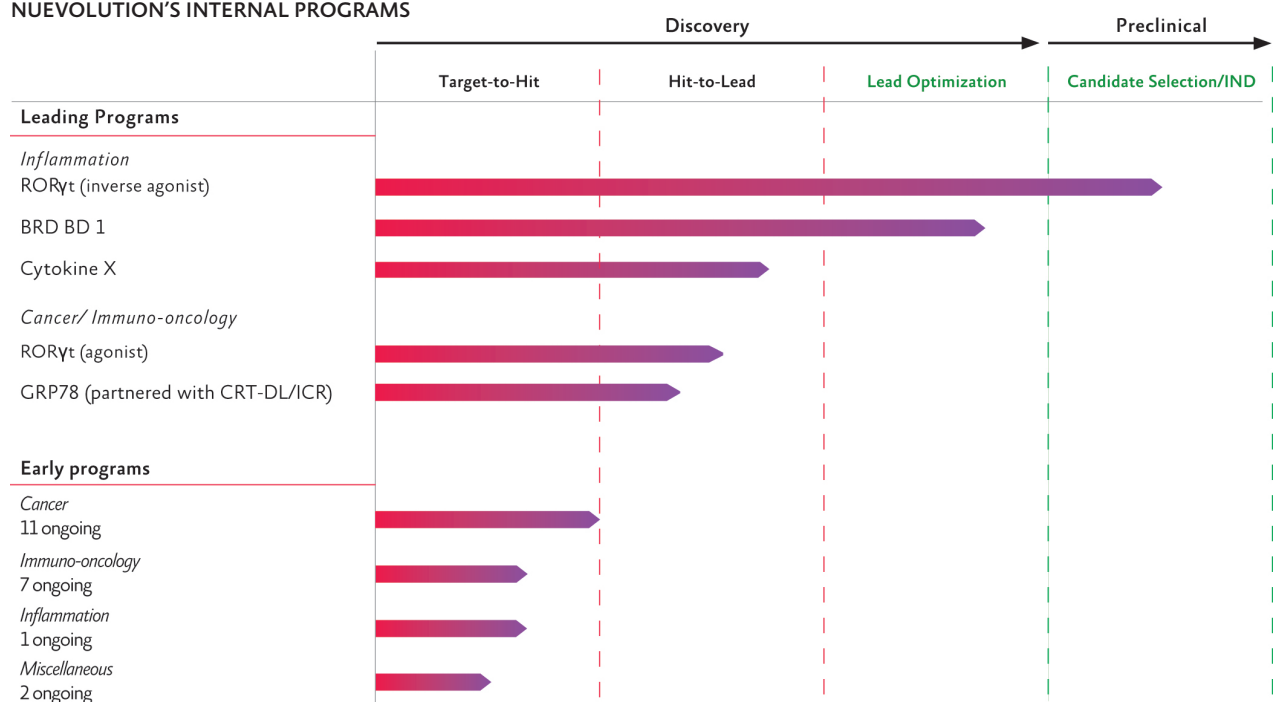 NUEVOLUTION'S INTERNAL PROGRAMS
Discovery
Preclinical
Target-to-Hit
Hit-to-Lead
Lead Optimization
Candidate Selection/IND
Leading Programs
Inflammation
RORγt (inverse agonist)
BRD BD 1
Cytokine X
Cancer/ Immuno-oncology
RORγt (agonist)
GRP78 (partnered with CRT-DL/ICR)
Early programs
Cancer
11 ongoing
Immuno-oncology
7 ongoing
Inflammation
1 ongoing
Miscellaneous
2 ongoing